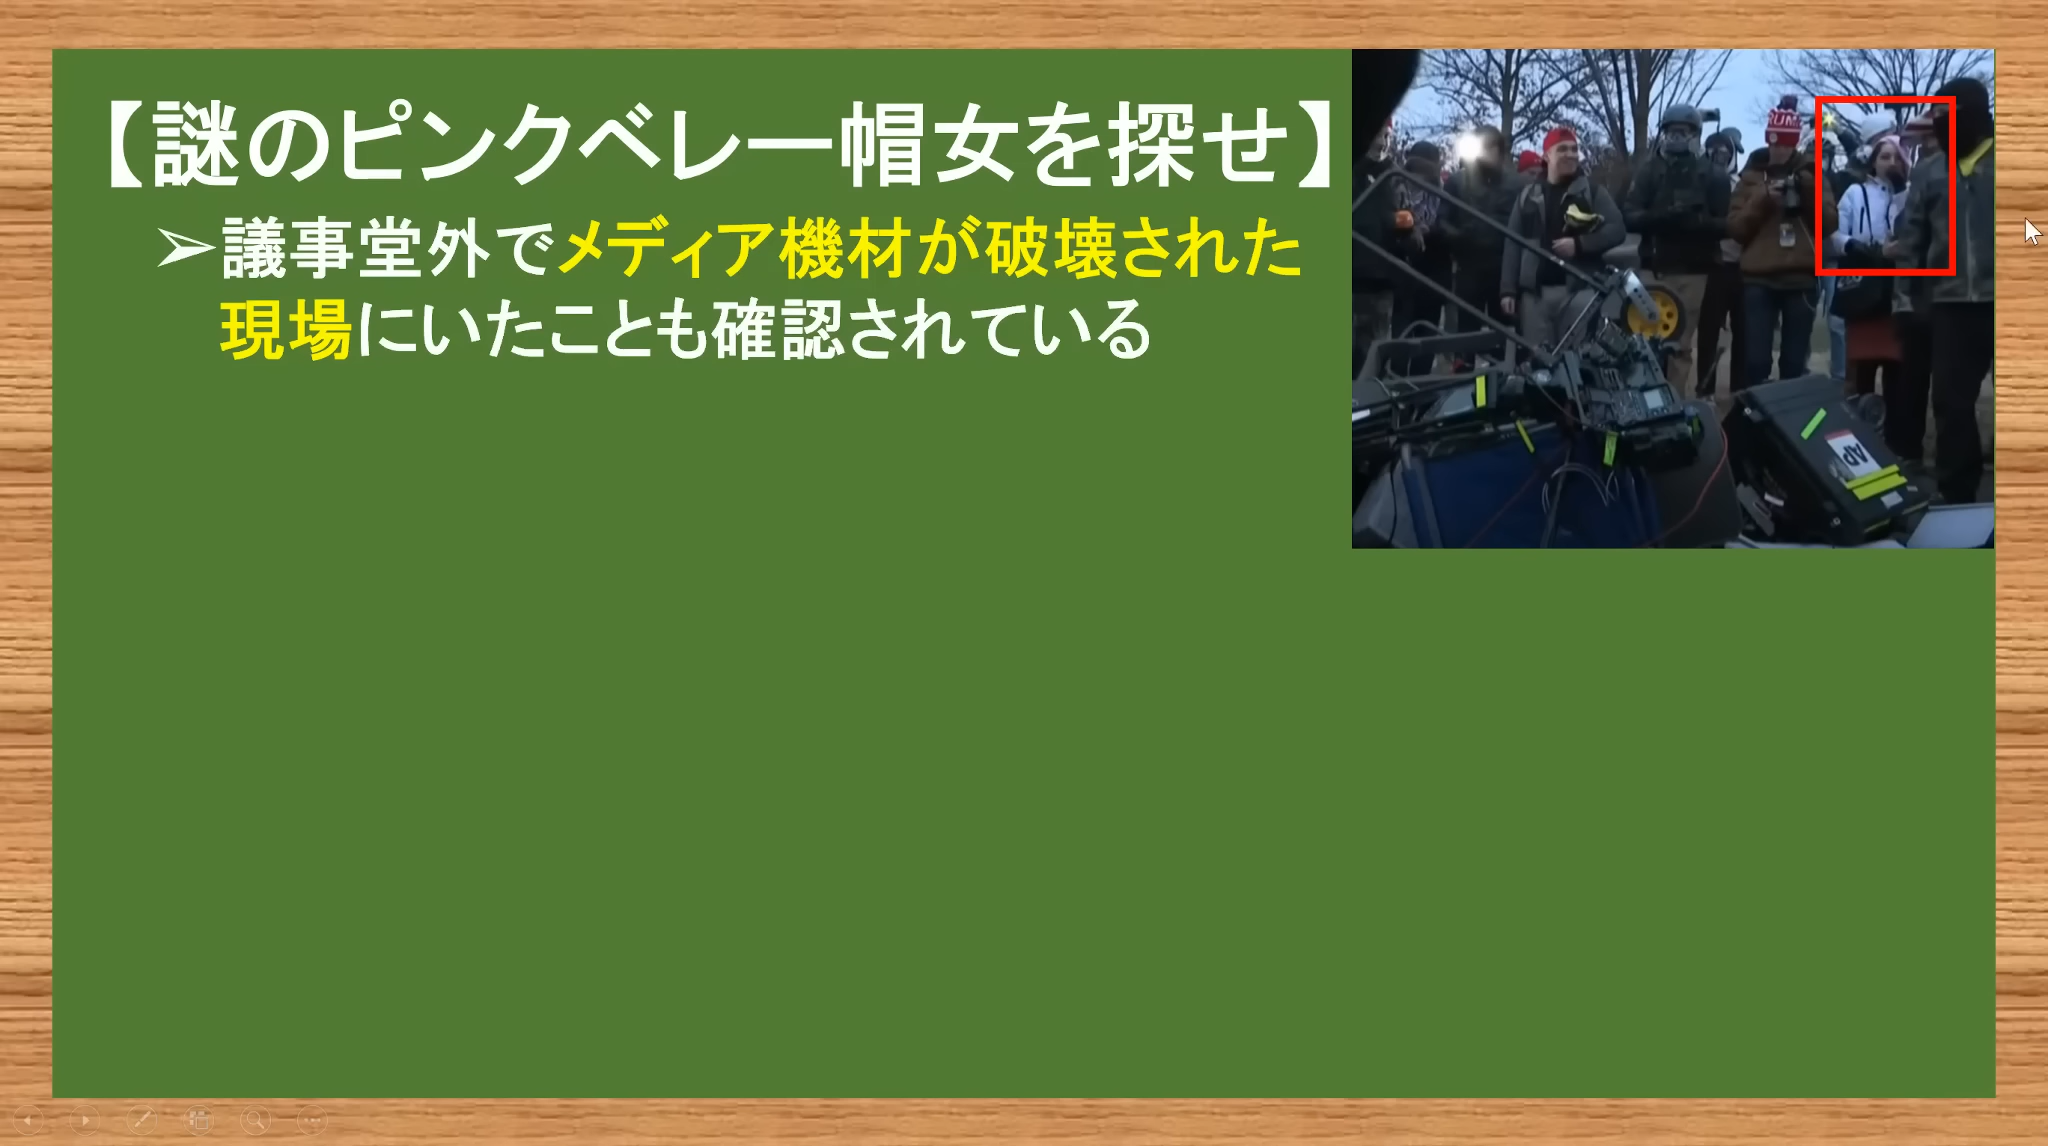 【謎のピンクベレー帽女を探せ】
➢議事堂外でメディア機材が破壊された
現場にいたことも確認されている
RUM
AP